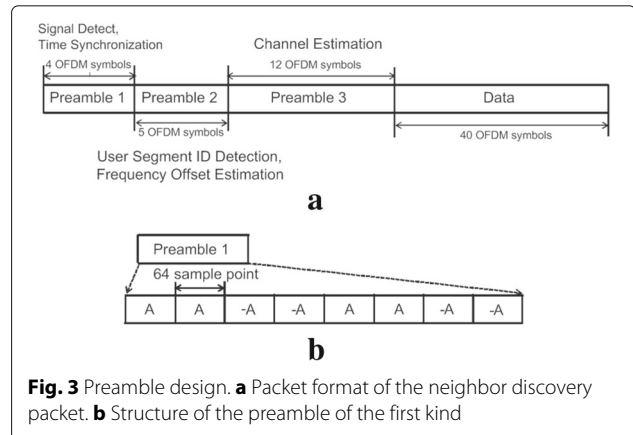 Signal Detect,
Time Synchronization
Channel Estimation
4 OFDM symbols
12 OFDM symbols
Preamble 1 Preamble 2 Preamble 3 Data
5 OFDM symbols
40 OFDM symbols
User Segment ID Detection,
Frequency Offset Estimation
a
Preamble 1
64 sample point
A A -A -A A A -A -A
b
Fig. 3 Preamble design. a Packet format of the neighbor discovery
packet. b Structure of the preamble of the first kind